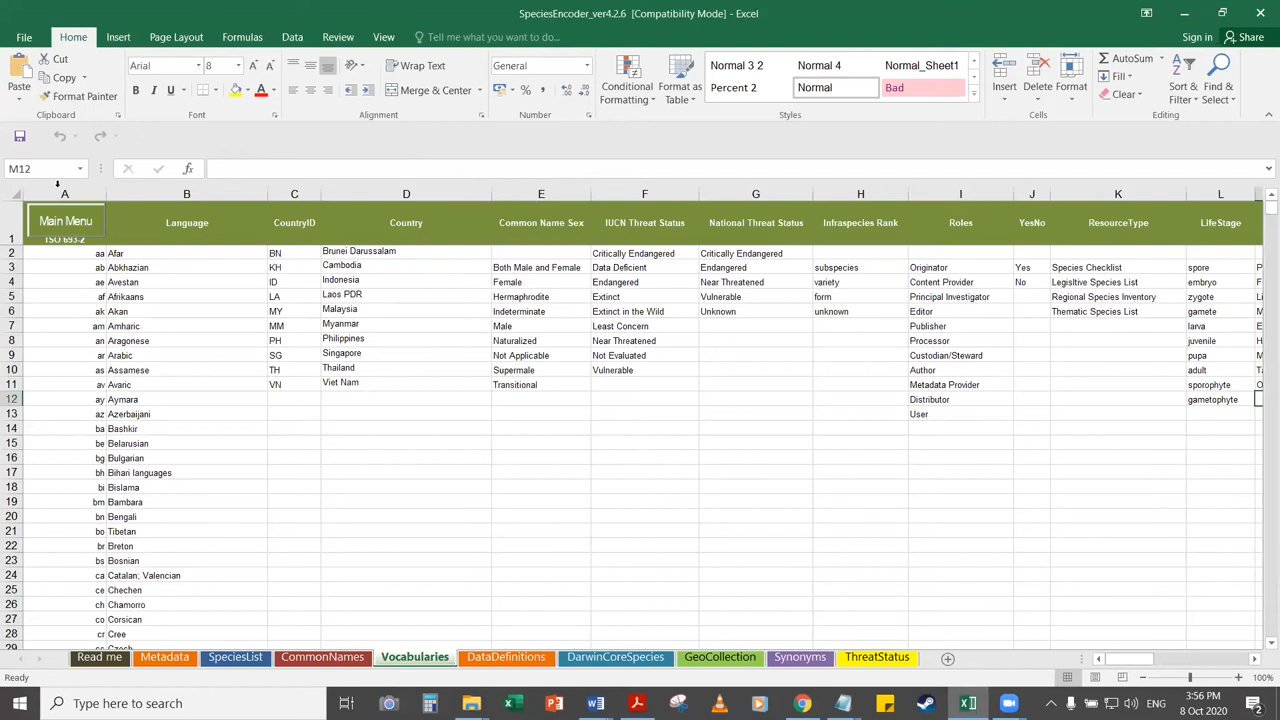 SpeciesEncoder_ver4.2.6 [Compatibility Mode] - Excel
File Home Insert Page Layout Formulas Data Review View Tell me what you want to do... Sign in Share
Cut
Copy
Format Painter
Paste
Clipboard
Arial 8
B I U
Font
Wrap Text
Merge & Center
Alignment
General
Number
Conditional Formatting
Format as Table
Normal 3 2 Normal 4 Normal_Sheet1
Percent 2 Normal Bad
Styles
Insert Delete Format
Cells
AutoSum
Fill
Clear
Sort & Filter
Find & Select
Editing
M12 fx
A B C D E F G H I J K L
1 Main Menu Language CountryID Country Common Name Sex IUCN Threat Status National Threat Status Infraspecies Rank Roles YesNo ResourceType LifeStage
ISO 693-2
2 aa Afar BN Brunei Darussalam Critically Endangered Critically Endangered
3 ab Abkhazian KH Cambodia Both Male and Female Data Deficient Endangered subspecies Originator Yes Species Checklist spore
4 ae Avestan ID Indonesia Female Endangered Near Threatened variety Content Provider No Legisltive Species List embryo
5 af Afrikaans LA Laos PDR Hermaphrodite Extinct Vulnerable form Principal Investigator Regional Species Inventory zygote
6 ak Akan MY Malaysia Indeterminate Extinct in the Wild Unknown unknown Editor Thematic Species List gamete
7 am Amharic MM Myanmar Male Least Concern Publisher larva
8 an Aragonese PH Philippines Naturalized Near Threatened Processor juvenile
9 ar Arabic SG Singapore Not Applicable Not Evaluated Custodian/Steward pupa
10 as Assamese TH Thailand Supermale Vulnerable Author adult
11 av Avaric VN Viet Nam Transitional Metadata Provider sporophyte
12 ay Aymara Distributor gametophyte
13 az Azerbaijani User
14 ba Bashkir
15 be Belarusian
16 bg Bulgarian
17 bh Bihari languages
18 bi Bislama
19 bm Bambara
20 bn Bengali
21 bo Tibetan
22 br Breton
23 bs Bosnian
24 ca Catalan; Valencian
25 ce Chechen
26 ch Chamorro
27 co Corsican
28 cr Cree
Read me Metadata SpeciesList CommonNames Vocabularies DataDefinitions DarwinCoreSpecies GeoCollection Synonyms ThreatStatus
Ready 100%
Type here to search
3:56 PM
8 Oct 2020
2